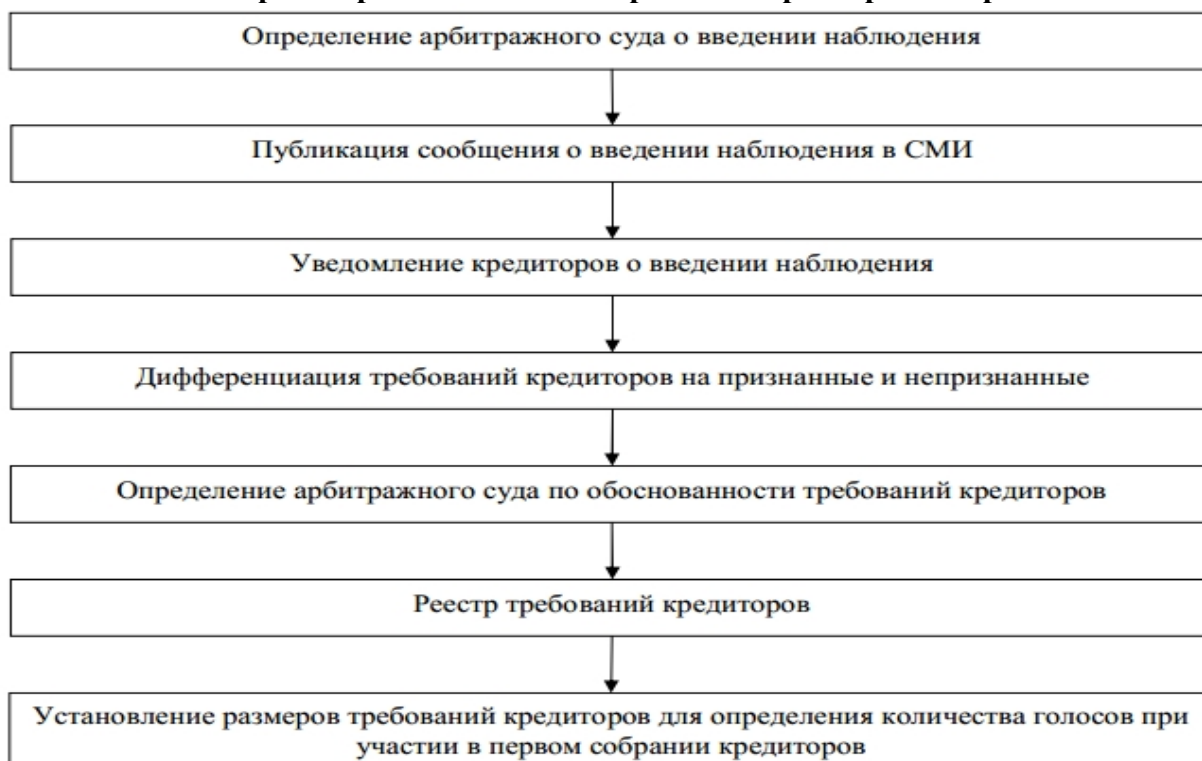 Определение арбитражного суда о введении наблюдения
Публикация сообщения о введении наблюдения в СМИ
Уведомление кредиторов о введении наблюдения
Дифференциация требований кредиторов на признанные и непризнанные
Определение арбитражного суда по обоснованности требований кредиторов
Реестр требований кредиторов
Установление размеров требований кредиторов для определения количества голосов при
участии в первом собрании кредиторов